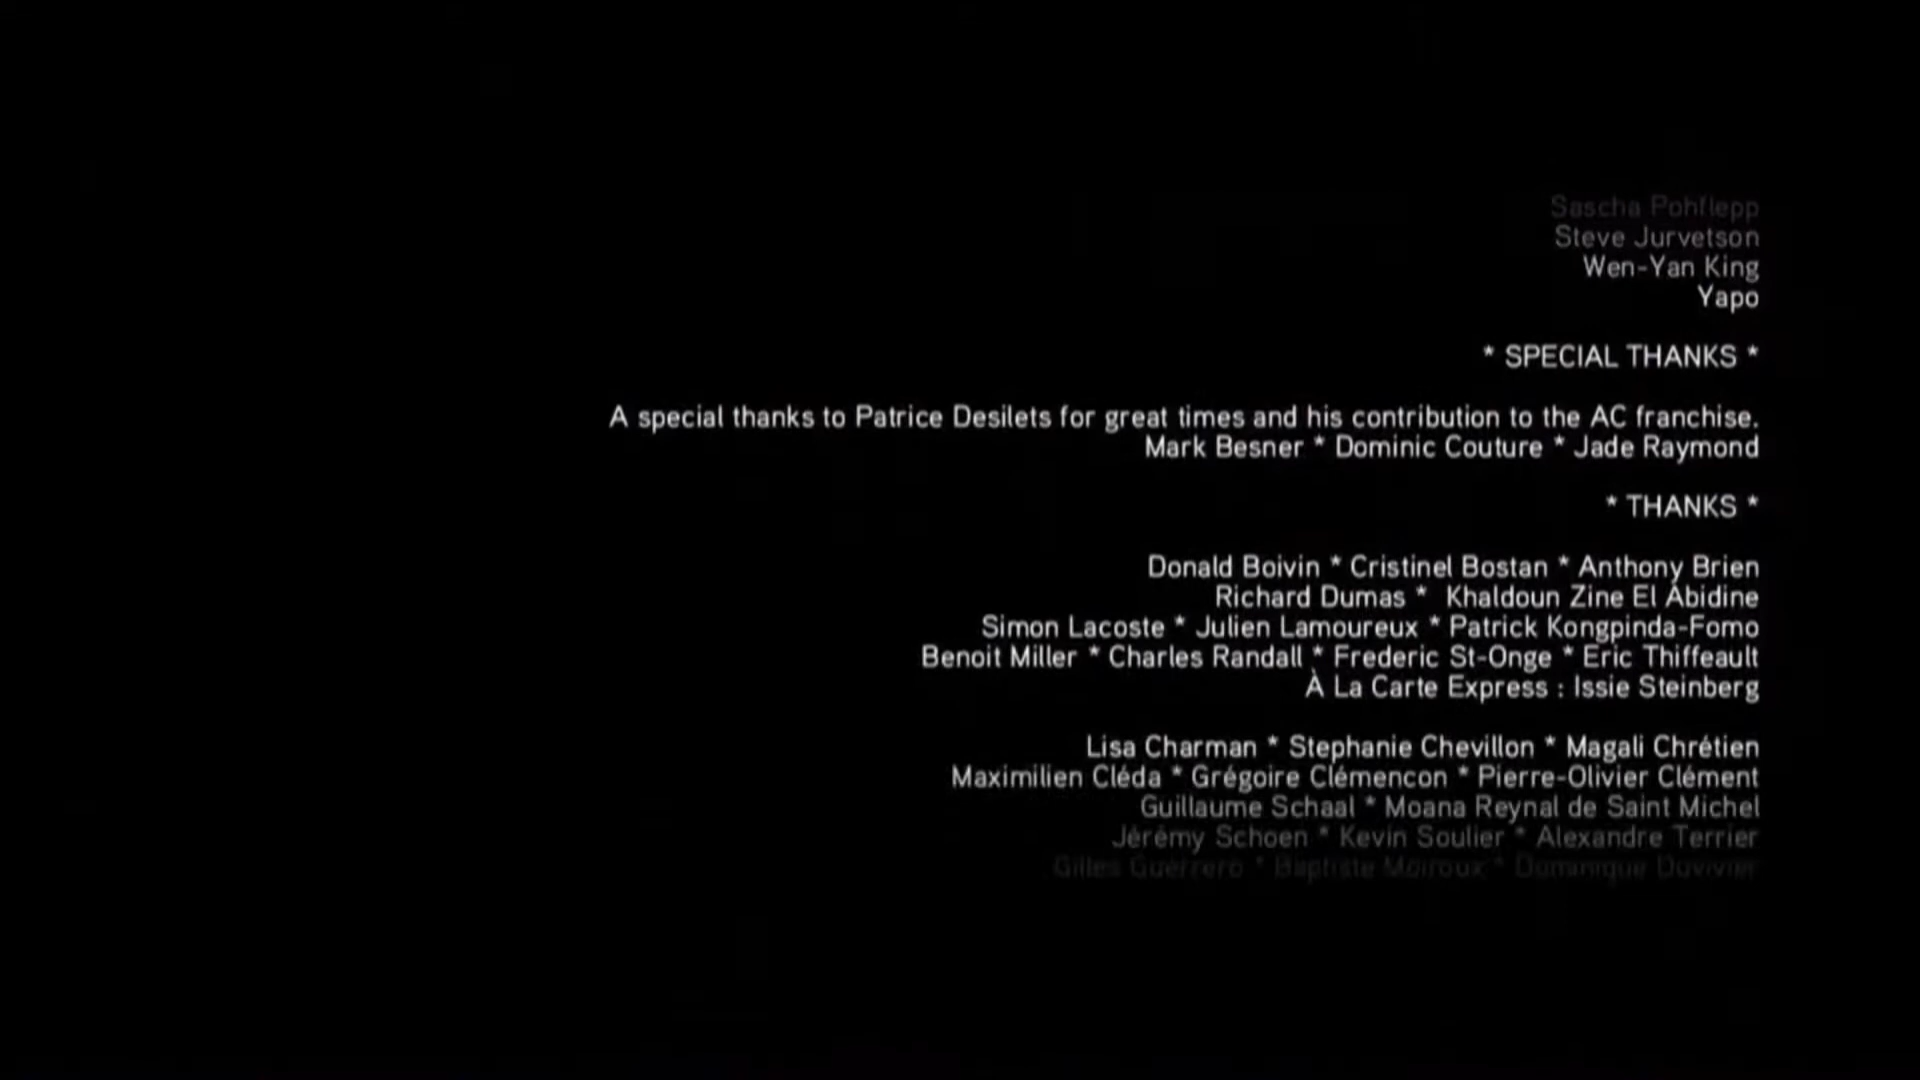 Sascha Pohflepp
Steve Jurvetson
Wen-Yan King
Yapo
* SPECIAL THANKS *
A special thanks to Patrice Desilets for great times and his contribution to the AC franchise.
Mark Besner * Dominic Couture * Jade Raymond
* THANKS *
Donald Boivin * Cristinel Bostan * Anthony Brien
Richard Dumas * Khaldoun Zine El Abidine
Simon Lacoste * Julien Lamoureux * Patrick Kongpinda-Fomo
Benoit Miller * Charles Randall * Frederic St-Onge * Eric Thiffeault
À La Carte Express : Issie Steinberg
Lisa Charman * Stephanie Chevillon * Magali Chrétien
Maximilien Cléda * Grégoire Clémencon * Pierre-Olivier Clément
Guillaume Schaal * Moana Reynal de Saint Michel
Jérémy Schoen * Kevin Soulier * Alexandre Terrier
Gilles Guerrero * Baptiste * Dominique